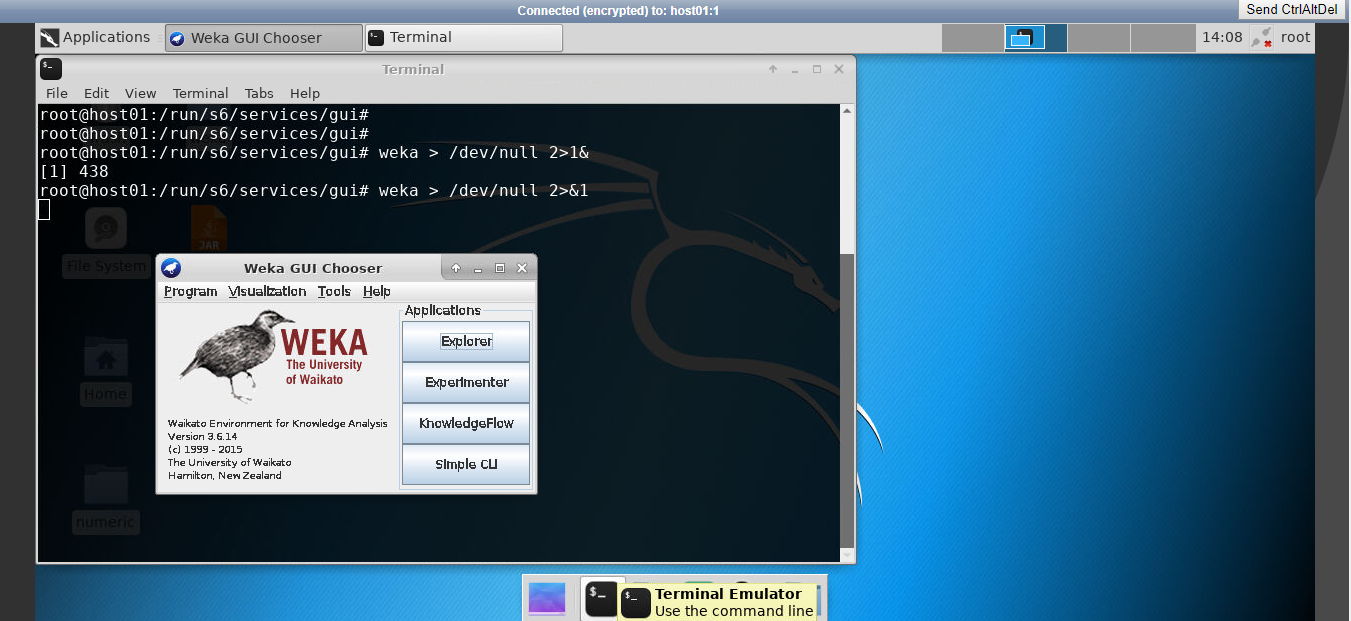 Connected (encrypted) to: host01:1
Send CtrlAltDel
Applications
Weka GUI Chooser
$_
Terminal
14:08
root
$_
Terminal
File Edit View Terminal Tabs Help
root@host01:/run/s6/services/gui#
root@host01:/run/s6/services/gui#
root@host01:/run/s6/services/gui# weka > /dev/null 2>1&
[1] 438
root@host01:/run/s6/services/gui# weka > /dev/null 2>&1
JAR
File System
Home
numeric
Weka GUI Chooser
Program Visualization Tools Help
WEKA
The University
of Waikato
Waikato Environment for Knowledge Analysis
Version 3.6.14
(c) 1999 - 2015
The University of Waikato
Hamilton, New Zealand
Applications
Explorer
Experimenter
KnowledgeFlow
Simple CLI
$_
$_
Terminal Emulator
Use the command line